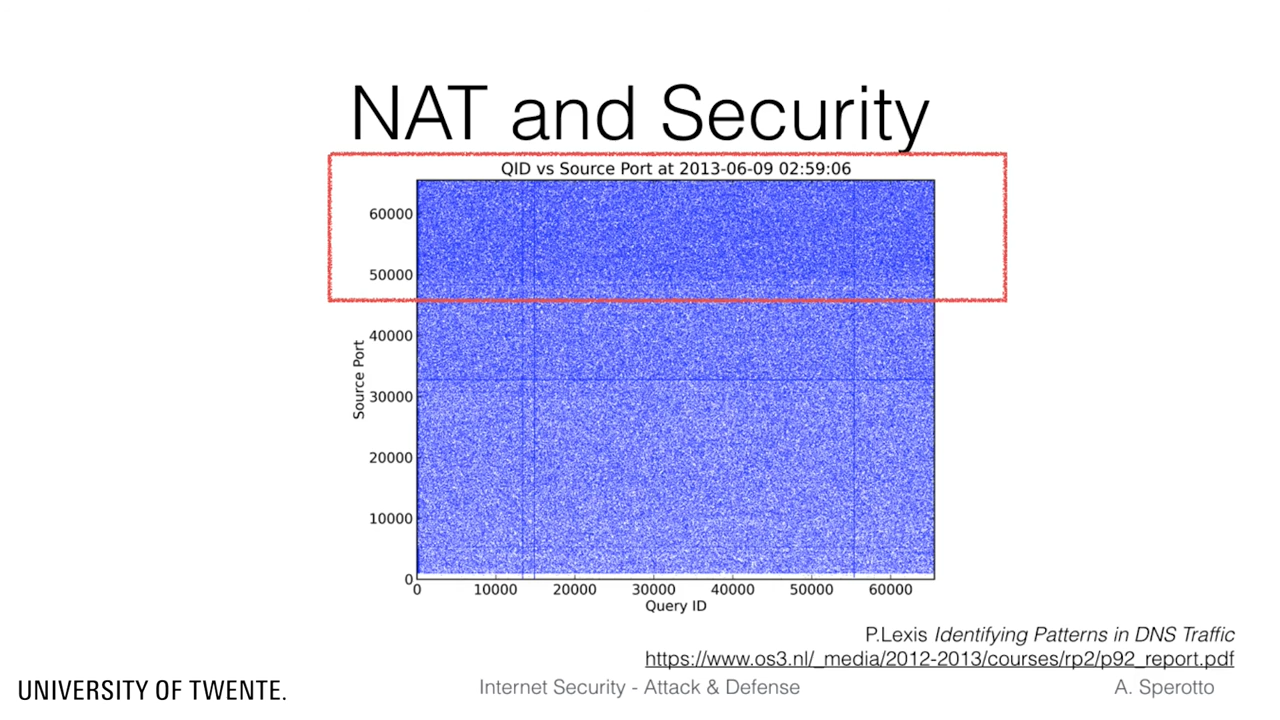 NAT and Security
QID vs Source Port at 2013-06-09 02:59:06
60000
50000
40000
30000
20000
10000
0
Source Port
0 10000 20000 30000 40000 50000 60000
Query ID
P.Lexis Identifying Patterns in DNS Traffic
https://www.os3.nl/_media/2012-2013/courses/rp2/p92_report.pdf
UNIVERSITY OF TWENTE. Internet Security - Attack & Defense A. Sperotto